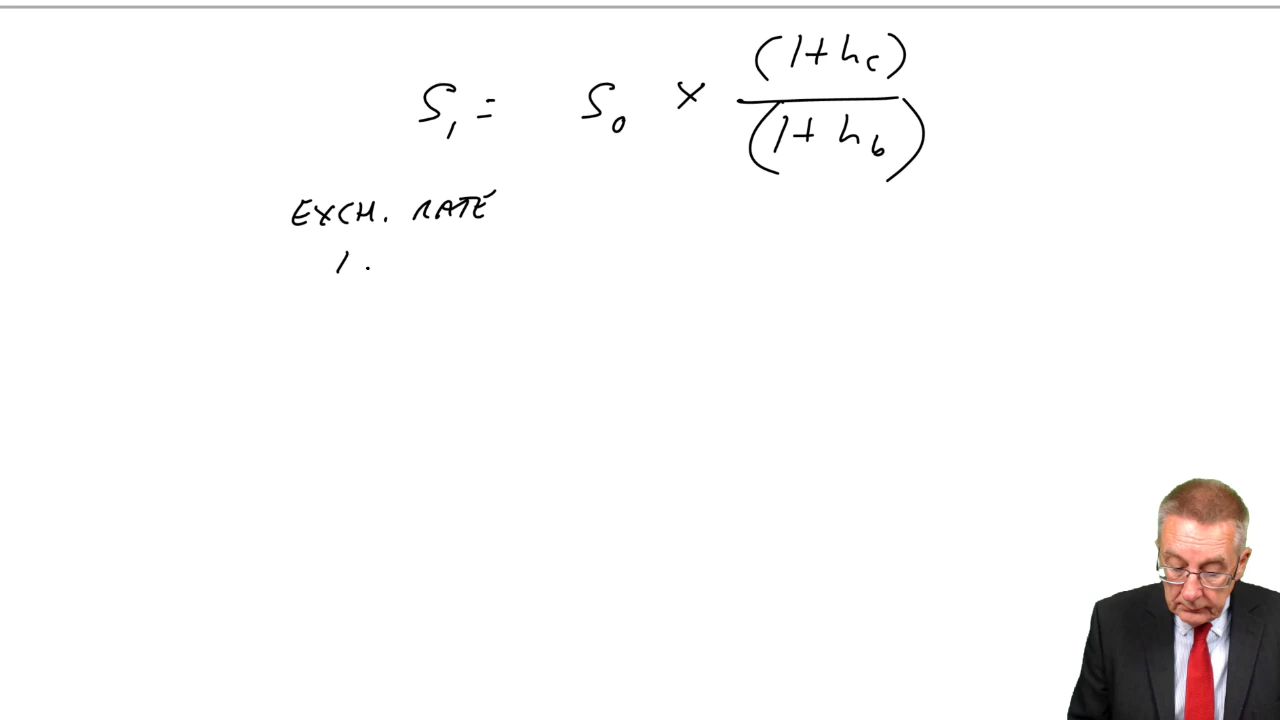 S₁ = S₀ × (1+h_c)/(1+h_b)
EXCH. RATE
1.